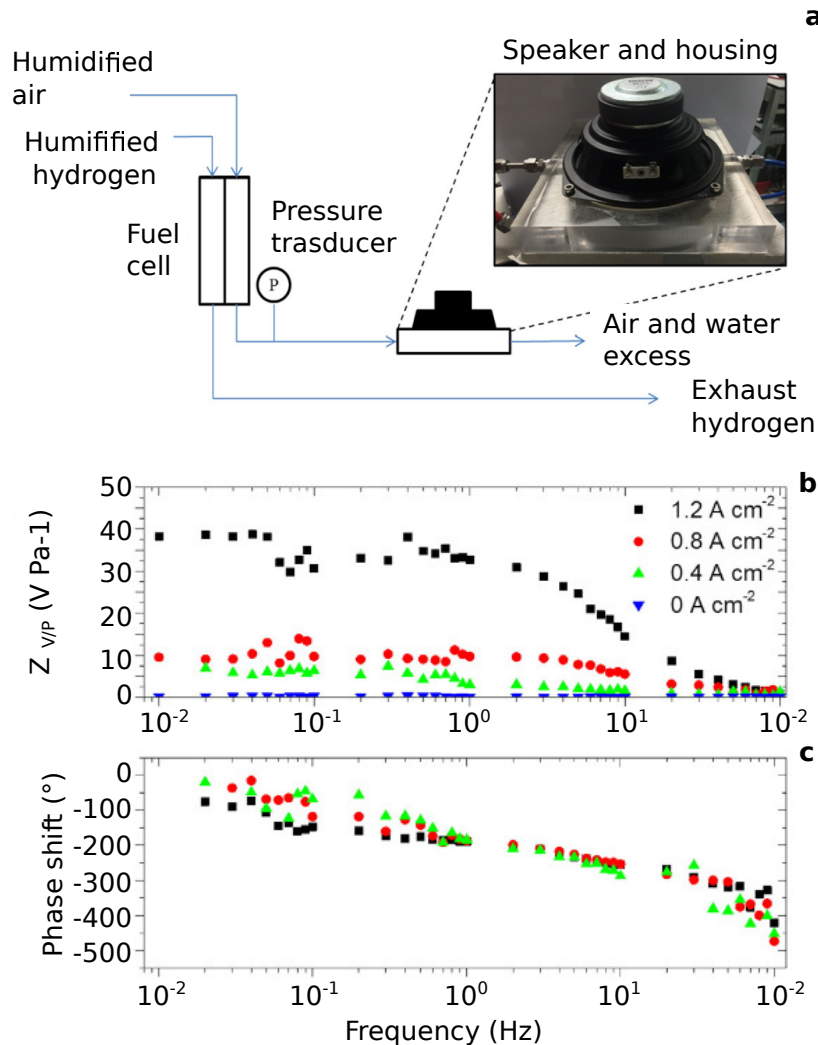 a
Speaker and housing
Humidified
air
Humifified
hydrogen
Fuel
cell
Pressure
trasducer
P
Air and water
excess
Exhaust
hydrogen
b
Z V/P (V Pa-1)
50
40
30
20
10
0
1.2 A cm-2
0.8 A cm-2
0.4 A cm-2
0 A cm-2
10-2 10-1 100 101 10-2
c
Phase shift (°)
0
-100
-200
-300
-400
-500
10-2 10-1 100 101 10-2
Frequency (Hz)